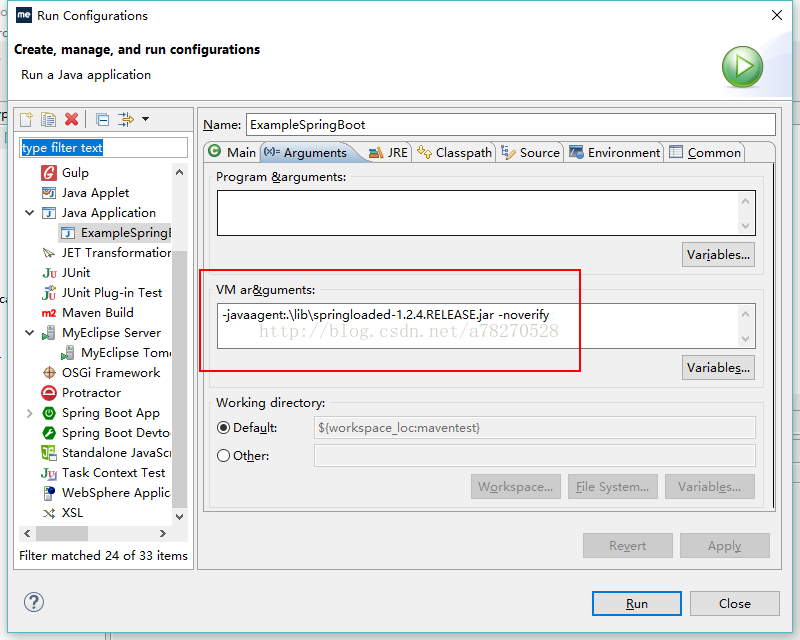 me Run Configurations
Create, manage, and run configurations
Run a Java application
type filter text
Gulp
Java Applet
Java Application
ExampleSpringB
JET Transformation
JUnit
JUnit Plug-in Test
Maven Build
MyEclipse Server
MyEclipse Tomc
OSGi Framework
Protractor
Spring Boot App
Spring Boot Devto
Standalone JavaScr
Task Context Test
WebSphere Applic
XSL
Filter matched 24 of 33 items
Name: ExampleSpringBoot
Main (x)= Arguments JRE Classpath Source Environment Common
Program &arguments:
Variables...
VM ar&guments:
-javaagent:.\lib\springloaded-1.2.4.RELEASE.jar -noverify
http://blog.csdn.net/a78270528
Variables...
Working directory:
Default: ${workspace_loc:maventest}
Other:
Workspace... File System... Variables...
Revert Apply
Run Close